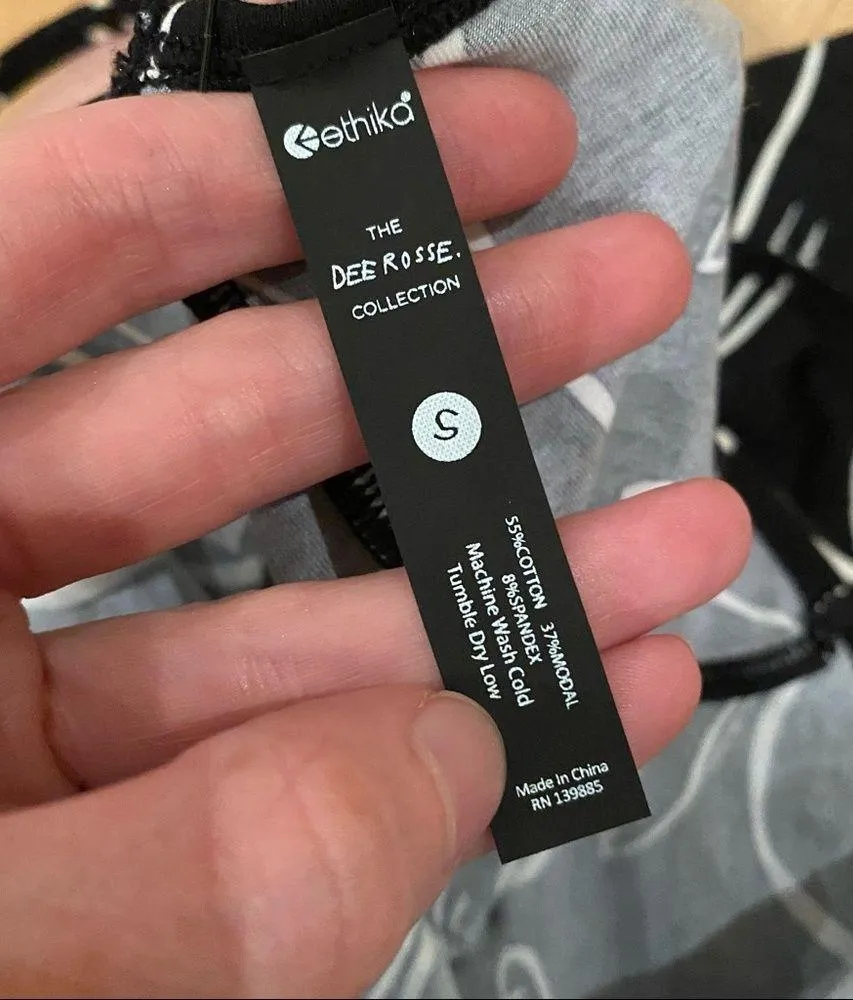 ethika®
THE
DEE ROSSE.
COLLECTION
S
55%COTTON 37%MODAL
8%SPANDEX
Machine Wash Cold
Tumble Dry Low
Made In China
RN 139885